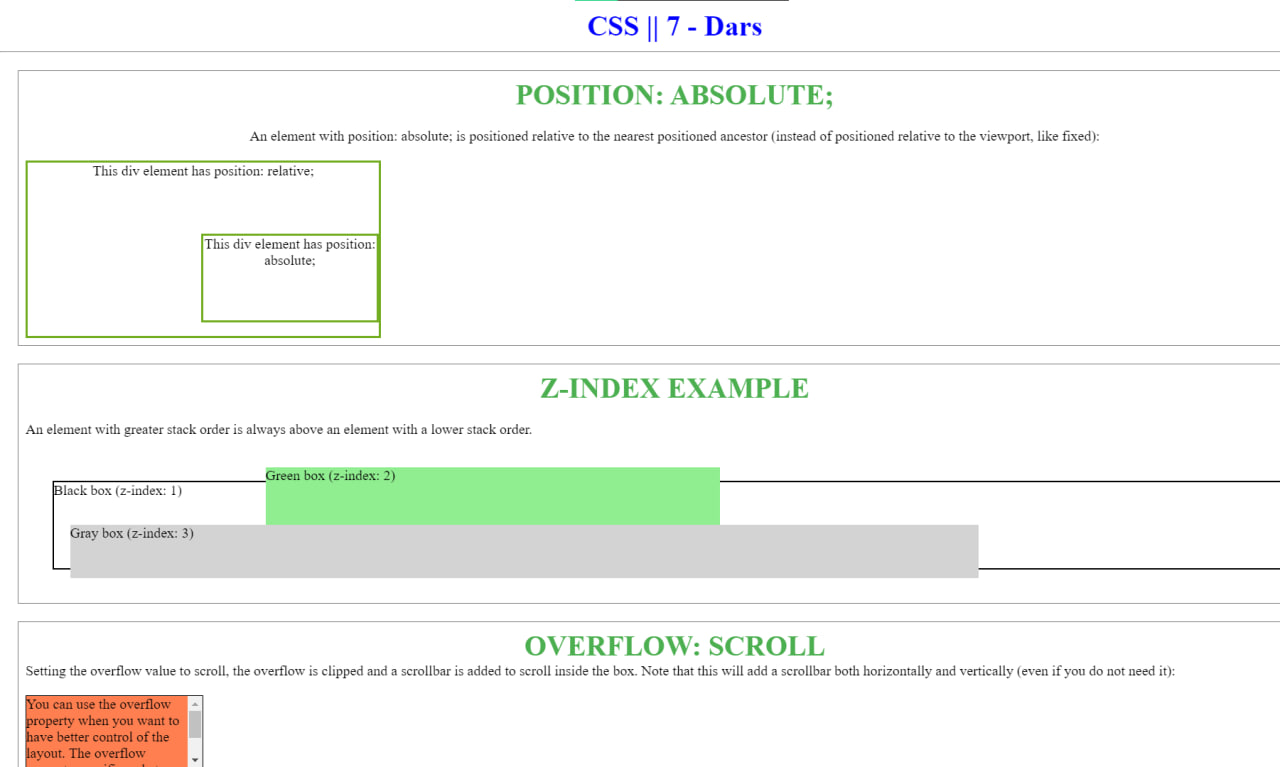 CSS || 7 - Dars
POSITION: ABSOLUTE;
An element with position: absolute; is positioned relative to the nearest positioned ancestor (instead of positioned relative to the viewport, like fixed):
This div element has position: relative;
This div element has position:
absolute;
Z-INDEX EXAMPLE
An element with greater stack order is always above an element with a lower stack order.
Green box (z-index: 2)
Black box (z-index: 1)
Gray box (z-index: 3)
OVERFLOW: SCROLL
Setting the overflow value to scroll, the overflow is clipped and a scrollbar is added to scroll inside the box. Note that this will add a scrollbar both horizontally and vertically (even if you do not need it):
You can use the overflow
property when you want to
have better control of the
layout. The overflow